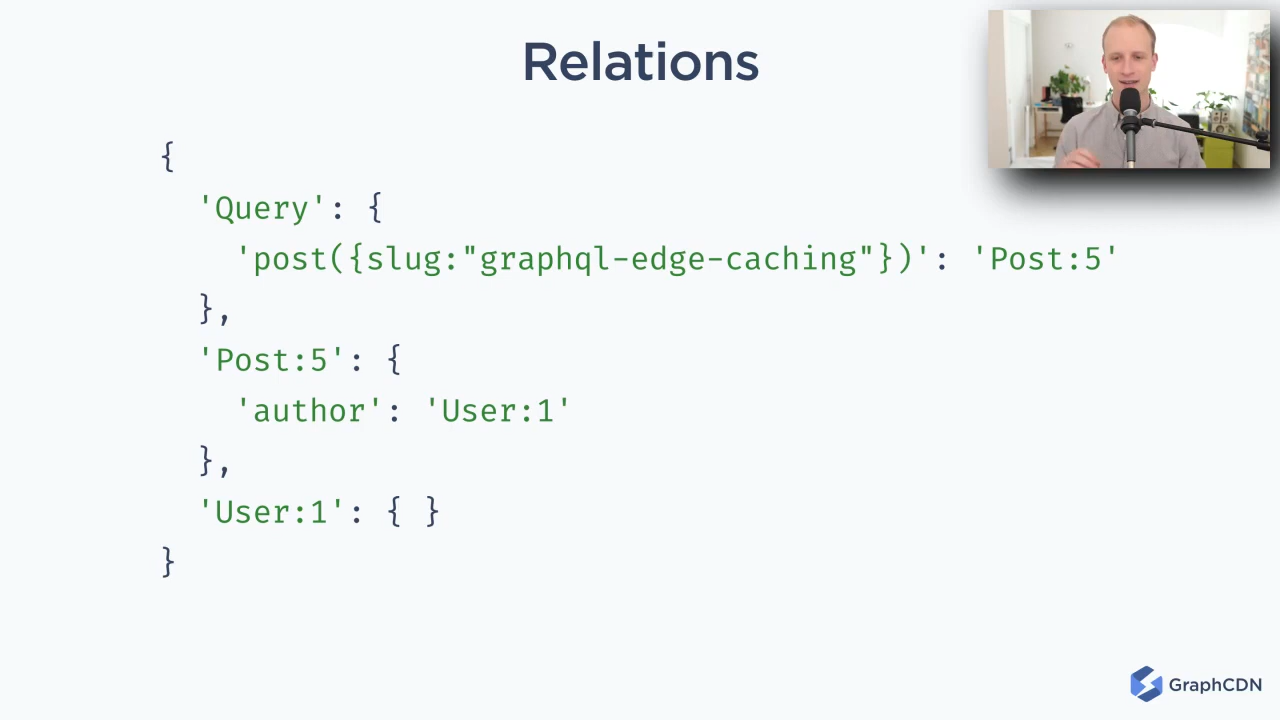 Relations
{
'Query': {
'post({slug:"graphql-edge-caching"})': 'Post:5'
},
'Post:5': {
'author': 'User:1'
},
'User:1': { }
}
GraphCDN